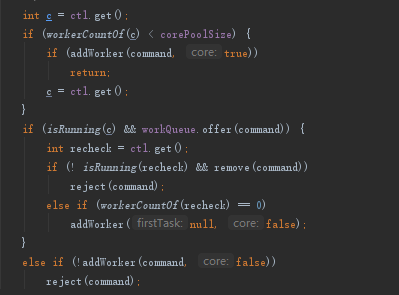 int c = ctl.get();
if (workerCountOf(c) < corePoolSize) {
if (addWorker(command, core: true))
return;
c = ctl.get();
}
if (isRunning(c) && workQueue.offer(command)) {
int recheck = ctl.get();
if (! isRunning(recheck) && remove(command))
reject(command);
else if (workerCountOf(recheck) == 0)
addWorker( firstTask: null, core: false);
}
else if (!addWorker(command, core: false))
reject(command);